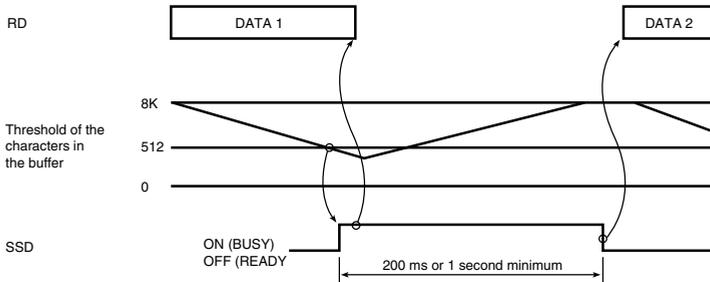 RD
DATA 1
DATA 2
8K
Threshold of the
characters in
the buffer
512
0
SSD
ON (BUSY)
OFF (READY
200 ms or 1 second minimum